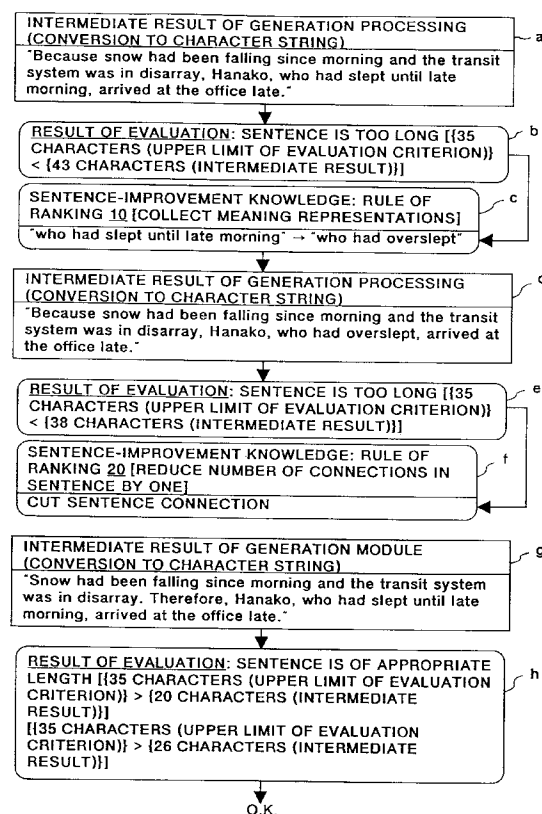 INTERMEDIATE RESULT OF GENERATION PROCESSING
(CONVERSION TO CHARACTER STRING)
"Because snow had been falling since morning and the transit
system was in disarray, Hanako, who had slept until late
morning, arrived at the office late."
a
RESULT OF EVALUATION: SENTENCE IS TOO LONG [{35
CHARACTERS (UPPER LIMIT OF EVALUATION CRITERION)}
< {43 CHARACTERS (INTERMEDIATE RESULT)}]
b
SENTENCE-IMPROVEMENT KNOWLEDGE: RULE OF
RANKING 10 [COLLECT MEANING REPRESENTATIONS]
"who had slept until late morning" → "who had overslept"
c
INTERMEDIATE RESULT OF GENERATION PROCESSING
(CONVERSION TO CHARACTER STRING)
"Because snow had been falling since morning and the transit
system was in disarray, Hanako, who had overslept, arrived at
the office late."
d
RESULT OF EVALUATION: SENTENCE IS TOO LONG [{35
CHARACTERS (UPPER LIMIT OF EVALUATION CRITERION)}
< {38 CHARACTERS (INTERMEDIATE RESULT)}]
e
SENTENCE-IMPROVEMENT KNOWLEDGE: RULE OF
RANKING 20 [REDUCE NUMBER OF CONNECTIONS IN
SENTENCE BY ONE]
CUT SENTENCE CONNECTION
f
INTERMEDIATE RESULT OF GENERATION MODULE
(CONVERSION TO CHARACTER STRING)
"Snow had been falling since morning and the transit system
was in disarray. Therefore, Hanako, who had slept until late
morning, arrived at the office late."
g
RESULT OF EVALUATION: SENTENCE IS OF APPROPRIATE
LENGTH [{35 CHARACTERS (UPPER LIMIT OF EVALUATION
CRITERION)} > {20 CHARACTERS (INTERMEDIATE
RESULT)}]
[{35 CHARACTERS (UPPER LIMIT OF EVALUATION
CRITERION)} > {26 CHARACTERS (INTERMEDIATE
RESULT)}]
h
O.K.